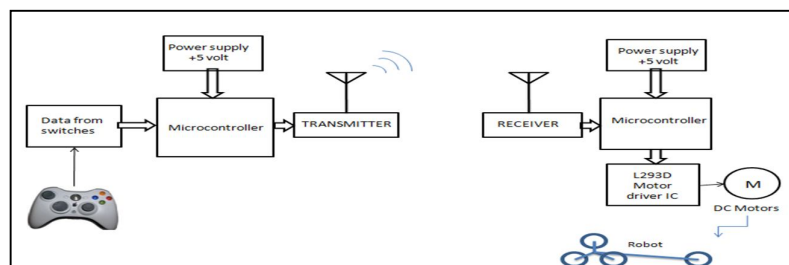 Power supply
+5 volt
Data from
switches
Microcontroller
TRANSMITTER
RECEIVER
Power supply
+5 volt
Microcontroller
L293D
Motor
driver IC
M
DC Motors
Robot